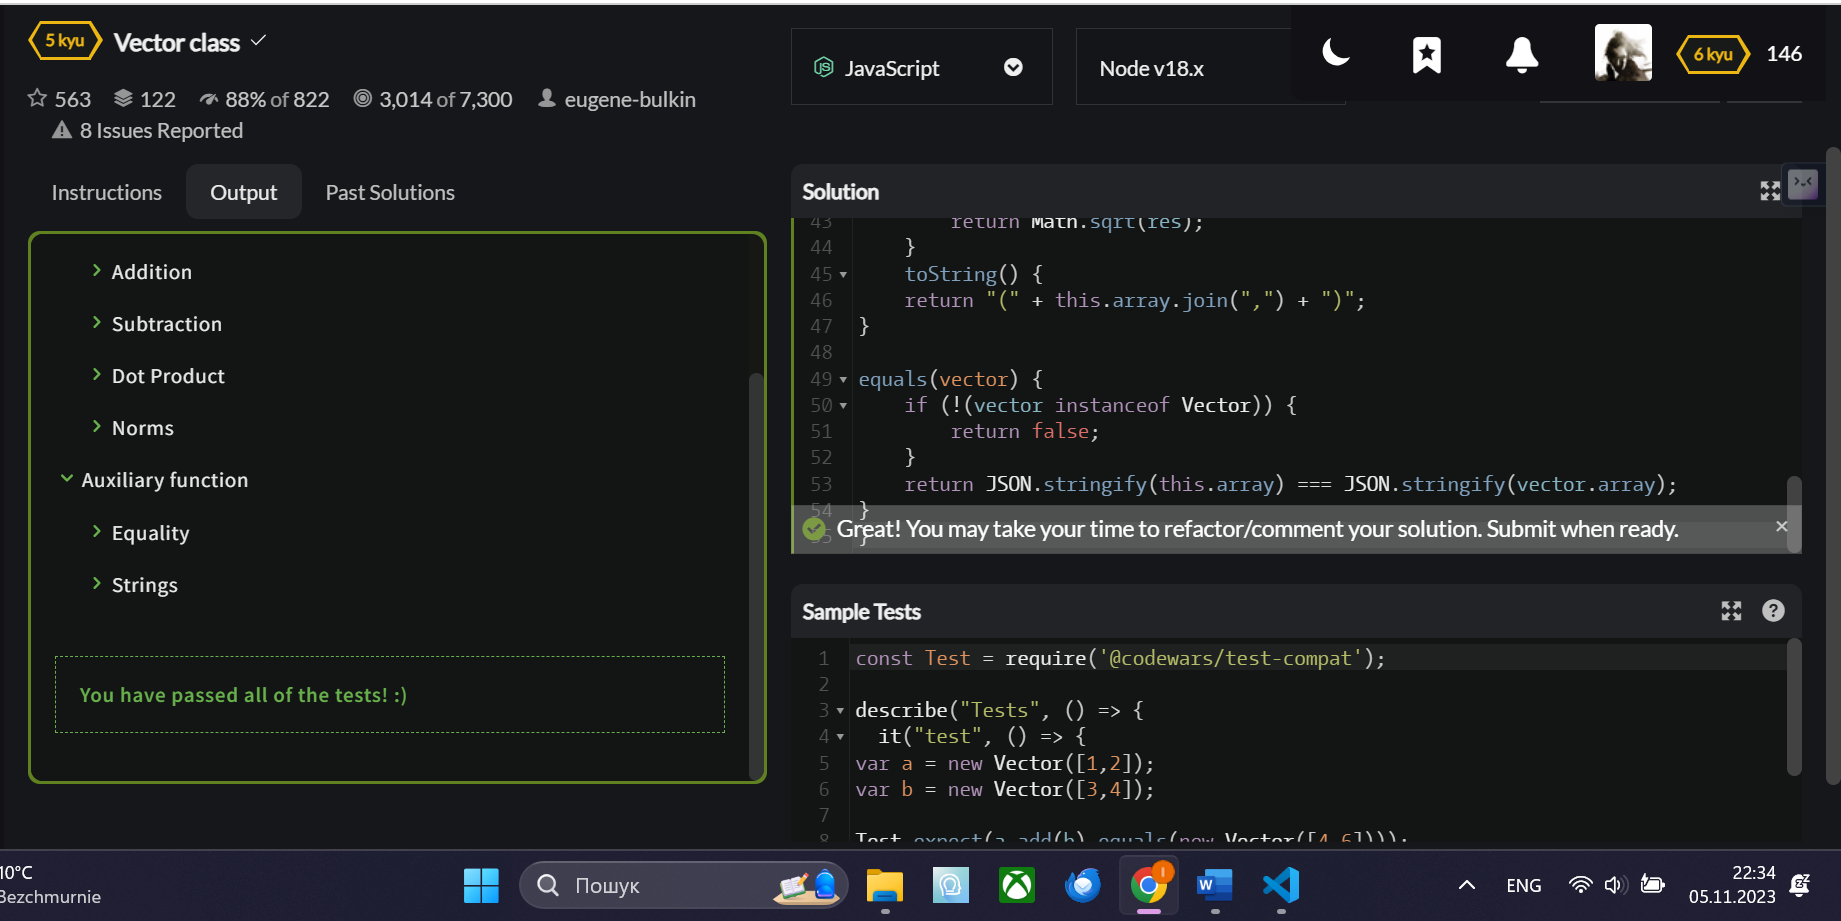 5 kyu Vector class
563 122 88% of 822 3,014 of 7,300 eugene-bulkin
8 Issues Reported
JavaScript
Node v18.x
6 kyu 146
Instructions Output Past Solutions
Addition
Subtraction
Dot Product
Norms
Auxiliary function
Equality
Strings
You have passed all of the tests! :)
Solution
43 return Math.sqrt(res);
44 }
45 toString() {
46 return "(" + this.array.join(",") + ")";
47 }
48
49 equals(vector) {
50 if (!(vector instanceof Vector)) {
51 return false;
52 }
53 return JSON.stringify(this.array) === JSON.stringify(vector.array);
54 }
55 }
Great! You may take your time to refactor/comment your solution. Submit when ready.
Sample Tests
1 const Test = require('@codewars/test-compat');
2
3 describe("Tests", () => {
4 it("test", () => {
5 var a = new Vector([1,2]);
6 var b = new Vector([3,4]);
7
8 Test.expect(a.add(b).equals(new Vector([4,6])));
10°C
Bezchmurnie
Пошук
ENG
22:34
05.11.2023